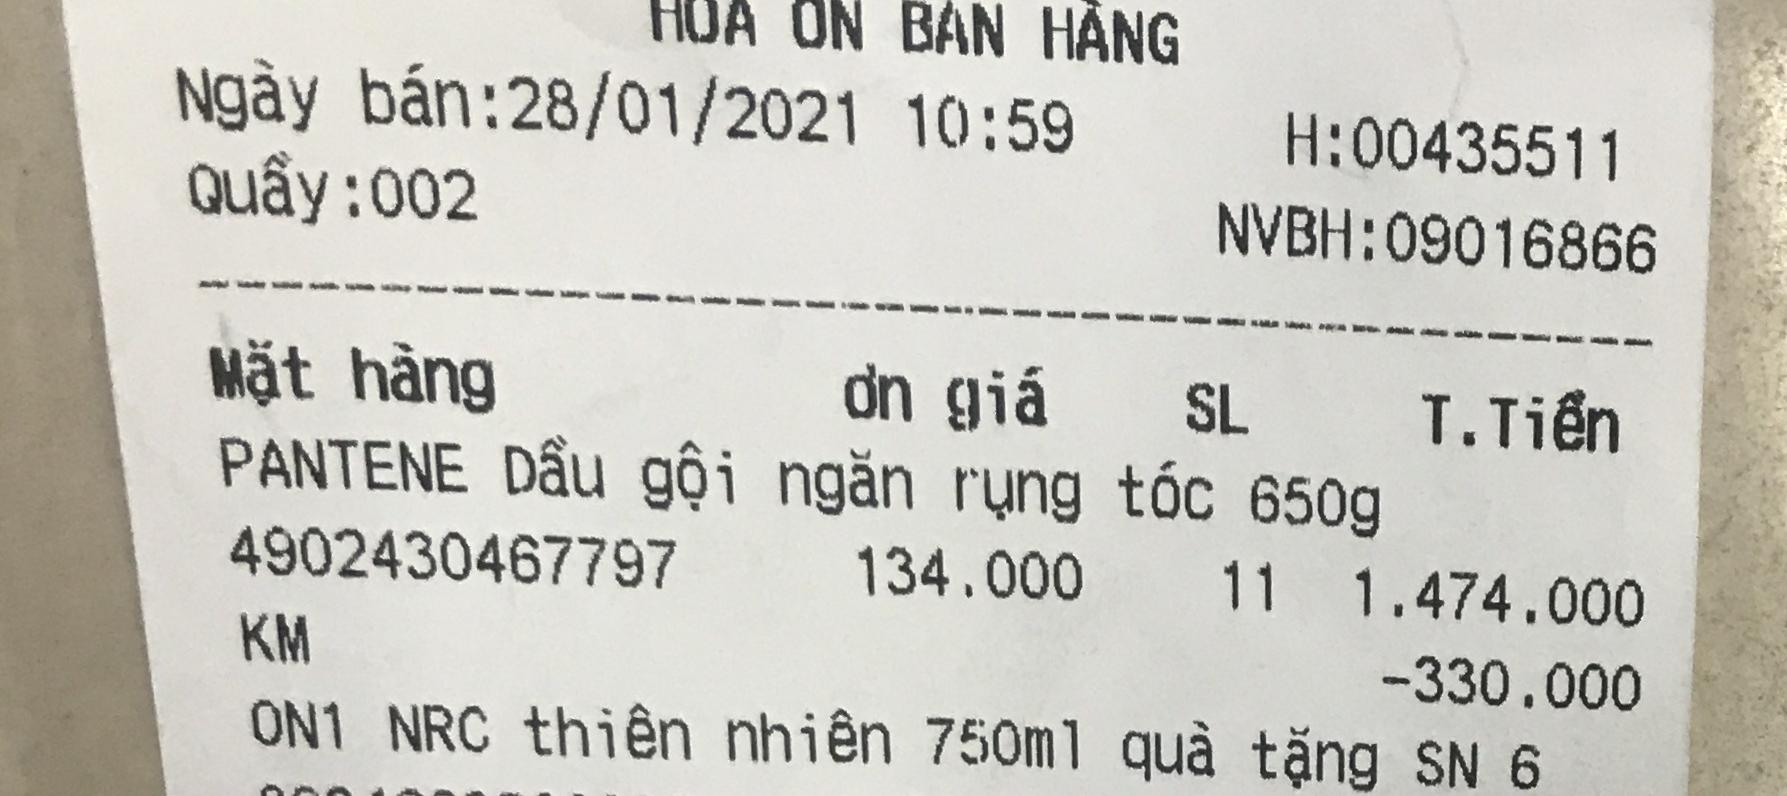 HÓA ƠN BÁN HÀNG
Ngày bán:28/01/2021 10:59 H:00435511
Quầy:002 NVBH:09016866
Mặt hàng ơn giá SL T.Tiền
PANTENE Dầu gội ngăn rụng tóc 650g
4902430467797 134.000 11 1.474.000
KM -330.000
ON1 NRC thiên nhiên 750ml quà tặng SN 6